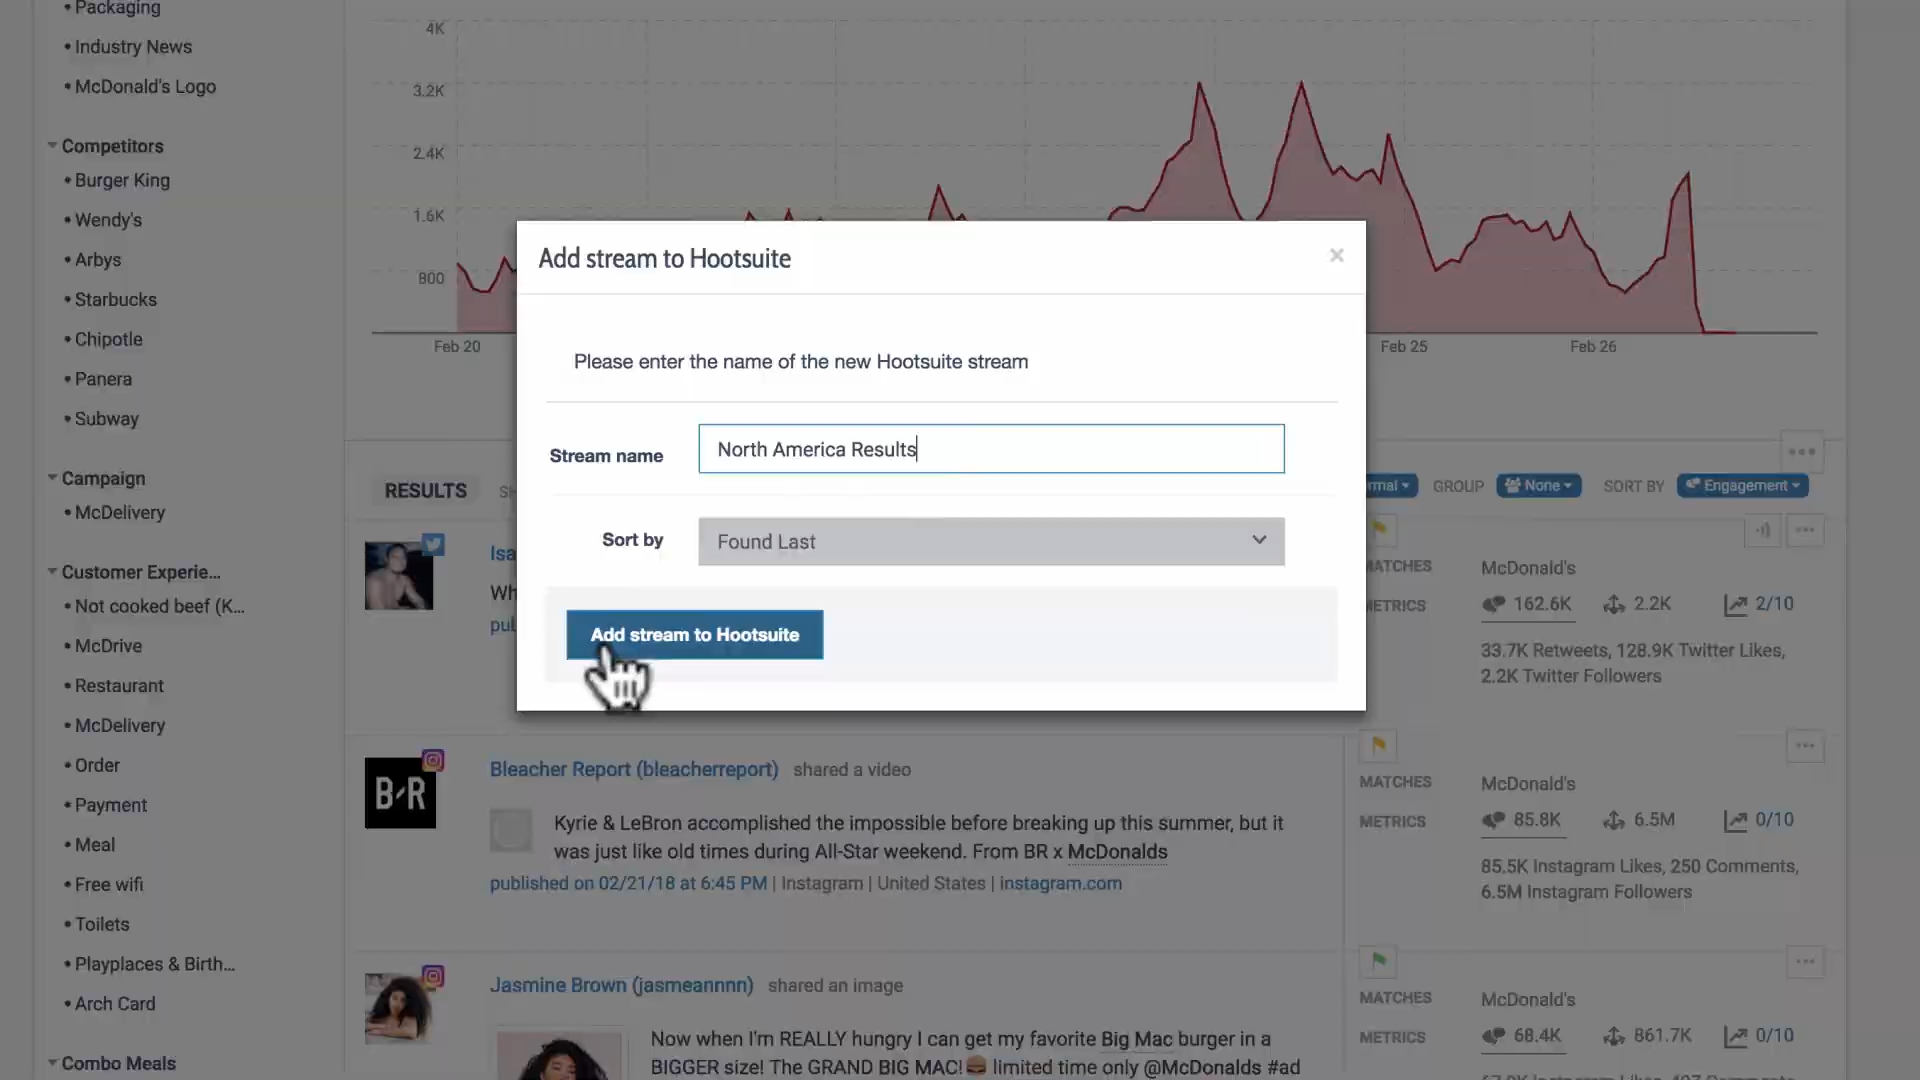 Packaging
Industry News
McDonald's Logo
Competitors
Burger King
Wendy's
Arbys
Starbucks
Chipotle
Panera
Subway
Campaign
McDelivery
Customer Experie...
Not cooked beef (K...
McDrive
Restaurant
McDelivery
Order
Payment
Meal
Free wifi
Toilets
Playplaces & Birth...
Arch Card
Combo Meals
4K
3.2K
2.4K
1.6K
800
Feb 20
Feb 25
Feb 26
Add stream to Hootsuite
×
Please enter the name of the new Hootsuite stream
Stream name
North America Results
Sort by
Found Last
Add stream to Hootsuite
RESULTS
GROUP
None
SORT BY
Engagement
Isa
Wh
McDonald's
162.6K 2.2K 2/10
33.7K Retweets, 128.9K Twitter Likes,
2.2K Twitter Followers
B/R
Bleacher Report (bleacherreport) shared a video
Kyrie & LeBron accomplished the impossible before breaking up this summer, but it
was just like old times during All-Star weekend. From BR x McDonalds
published on 02/21/18 at 6:45 PM | Instagram | United States | instagram.com
MATCHES McDonald's
METRICS 85.8K 6.5M 0/10
85.5K Instagram Likes, 250 Comments,
6.5M Instagram Followers
Jasmine Brown (jasmeannnn) shared an image
Now when I'm REALLY hungry I can get my favorite Big Mac burger in a
BIGGER size! The GRAND BIG MAC!🍔 limited time only @McDonalds #ad
MATCHES McDonald's
METRICS 68.4K 861.7K 0/10